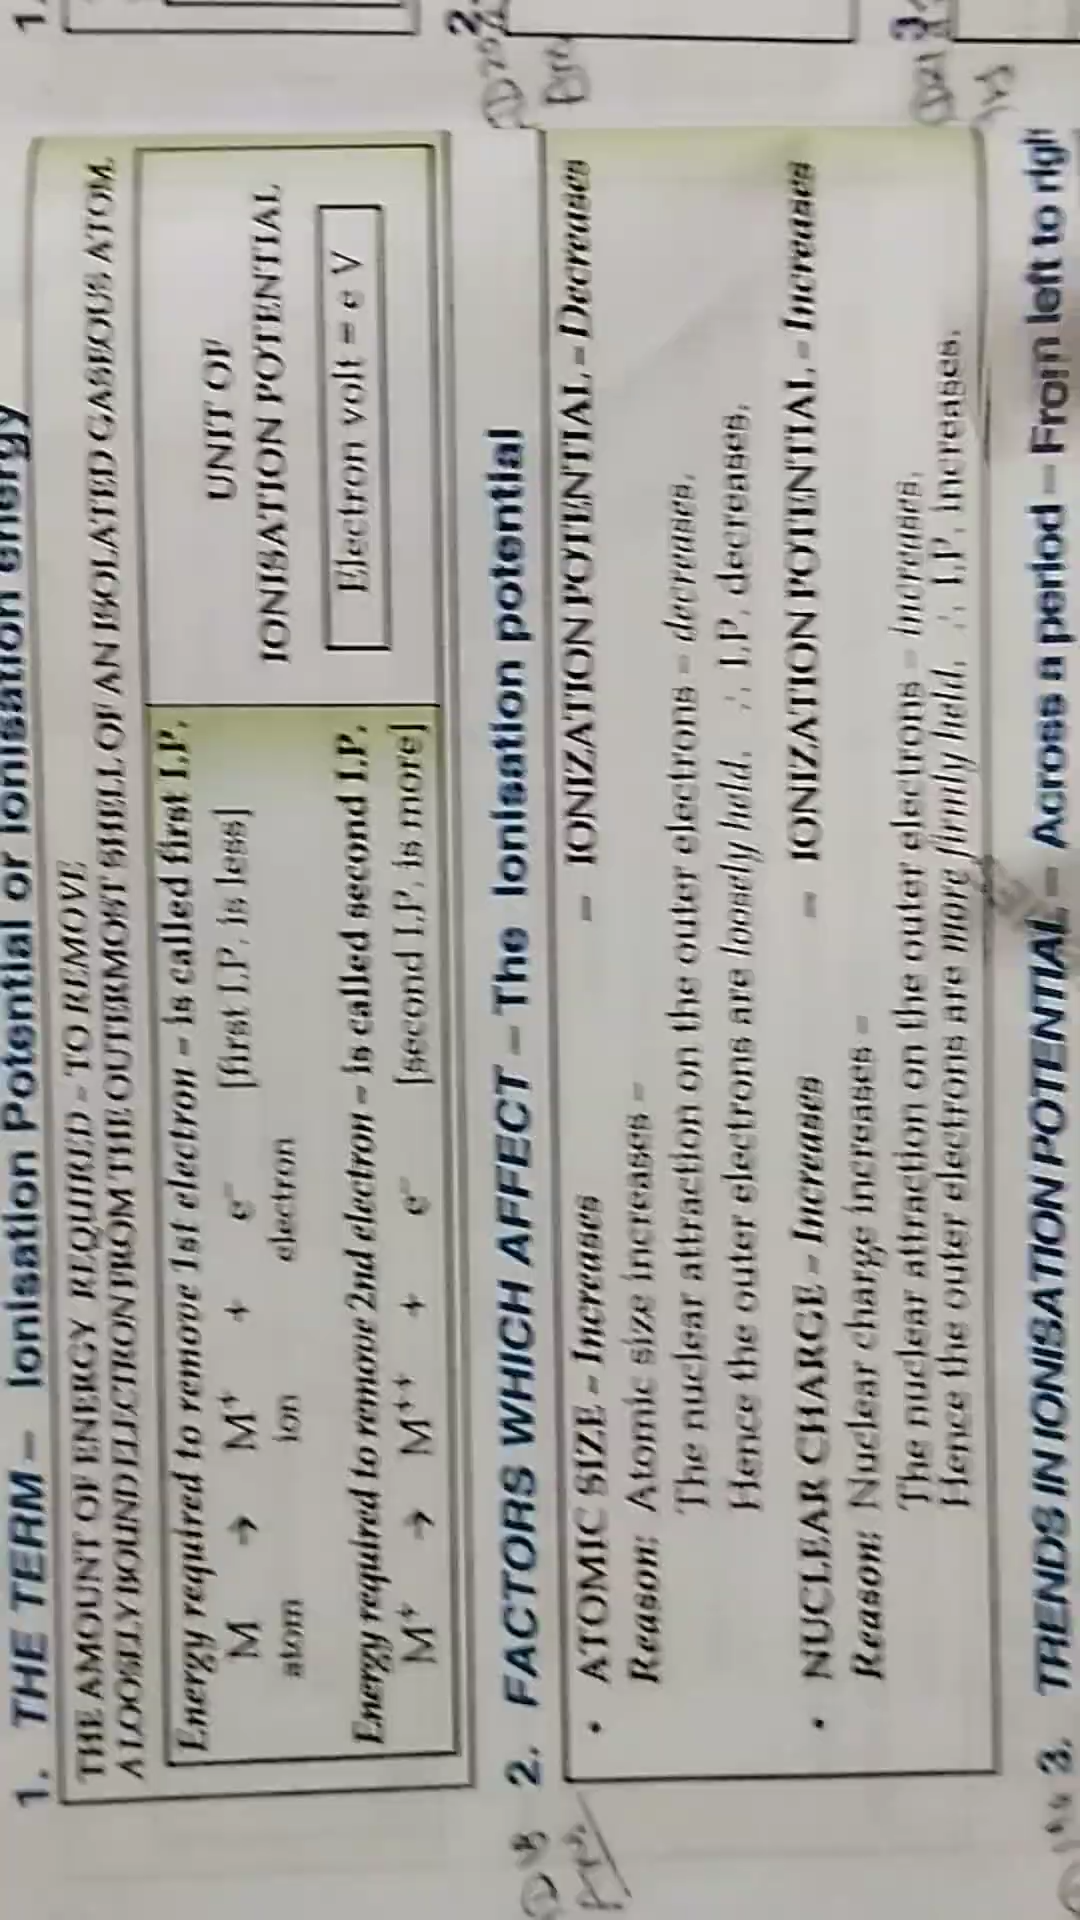 1. THE TERM – Ionisation Potential or Ionisation energy
THE AMOUNT OF ENERGY REQUIRED – TO REMOVE
A LOOSELY BOUND ELECTRON FROM THE OUTERMOST SHELL OF AN ISOLATED GASEOUS ATOM.
Energy required to remove 1st electron – is called first I.P.
M → M⁺ + e⁻ [first I.P. is less]
atom ion electron
Energy required to remove 2nd electron – is called second I.P.
M⁺ → M⁺⁺ + e⁻ [second I.P. is more]
UNIT OF
IONISATION POTENTIAL
Electron volt = e V
2. FACTORS WHICH AFFECT – The Ionisation potential
• ATOMIC SIZE – Increases – IONIZATION POTENTIAL – Decreases
Reason: Atomic size increases –
The nuclear attraction on the outer electrons – decreases.
Hence the outer electrons are loosely held. ∴ I.P. decreases.
• NUCLEAR CHARGE – Increases – IONIZATION POTENTIAL – Increases
Reason: Nuclear charge increases –
The nuclear attraction on the outer electrons – increases.
Hence the outer electrons are more firmly held. ∴ I.P. increases.
3. TRENDS IN IONISATION POTENTIAL – Across a period – From left to righ
1.
2.
3